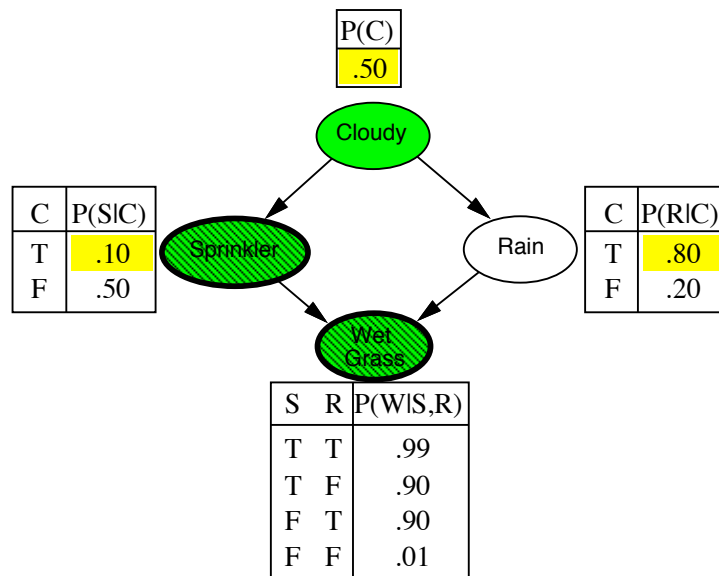 P(C)
.50
Cloudy
C P(S|C)
T .10
F .50
Sprinkler
Rain
C P(R|C)
T .80
F .20
Wet
Grass
S R P(W|S,R)
T T .99
T F .90
F T .90
F F .01